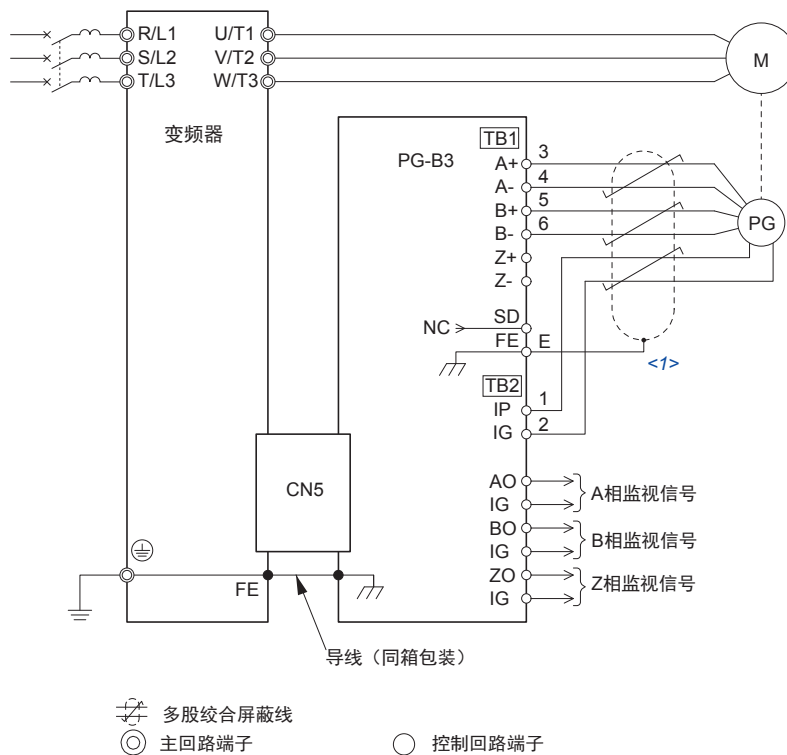 R/L1 U/T1
S/L2 V/T2
T/L3 W/T3
M
变频器
TB1
PG-B3
A+ 3
A- 4
B+ 5
B- 6
Z+
Z-
PG
NC SD
FE E
<1>
TB2
IP 1
IG 2
CN5
AO
IG
A相监视信号
BO
IG
B相监视信号
ZO
IG
Z相监视信号
FE
导线（同箱包装）
多股绞合屏蔽线
主回路端子 控制回路端子